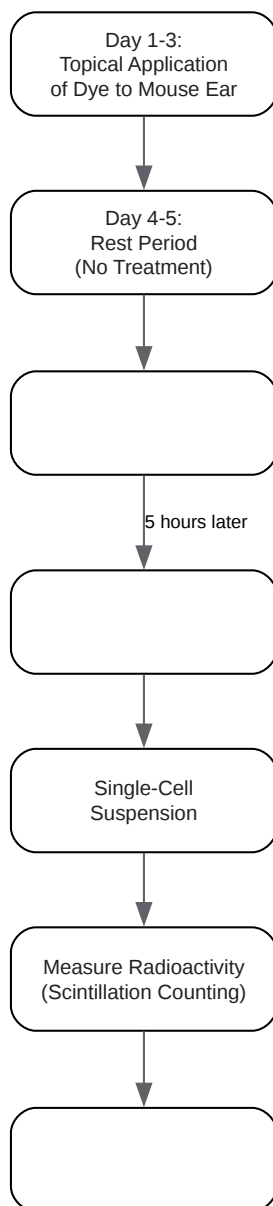 Day 1-3:
Topical Application
of Dye to Mouse Ear
Day 4-5:
Rest Period
(No Treatment)
5 hours later
Single-Cell
Suspension
Measure Radioactivity
(Scintillation Counting)